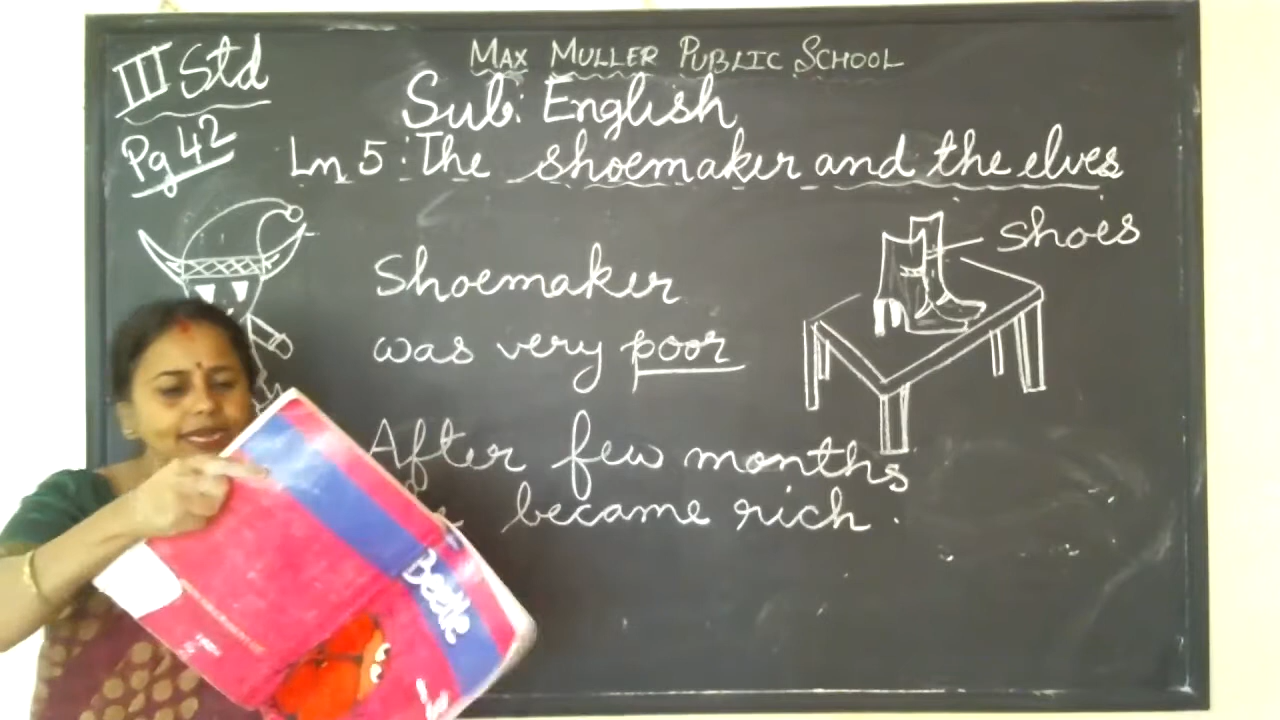 III Std
MAX MULLER PUBLIC SCHOOL
Sub: English
Pg 42
Ln 5 : The shoemaker and the elves
shoes
Shoemaker
was very poor
After few months
became rich.
Beetle